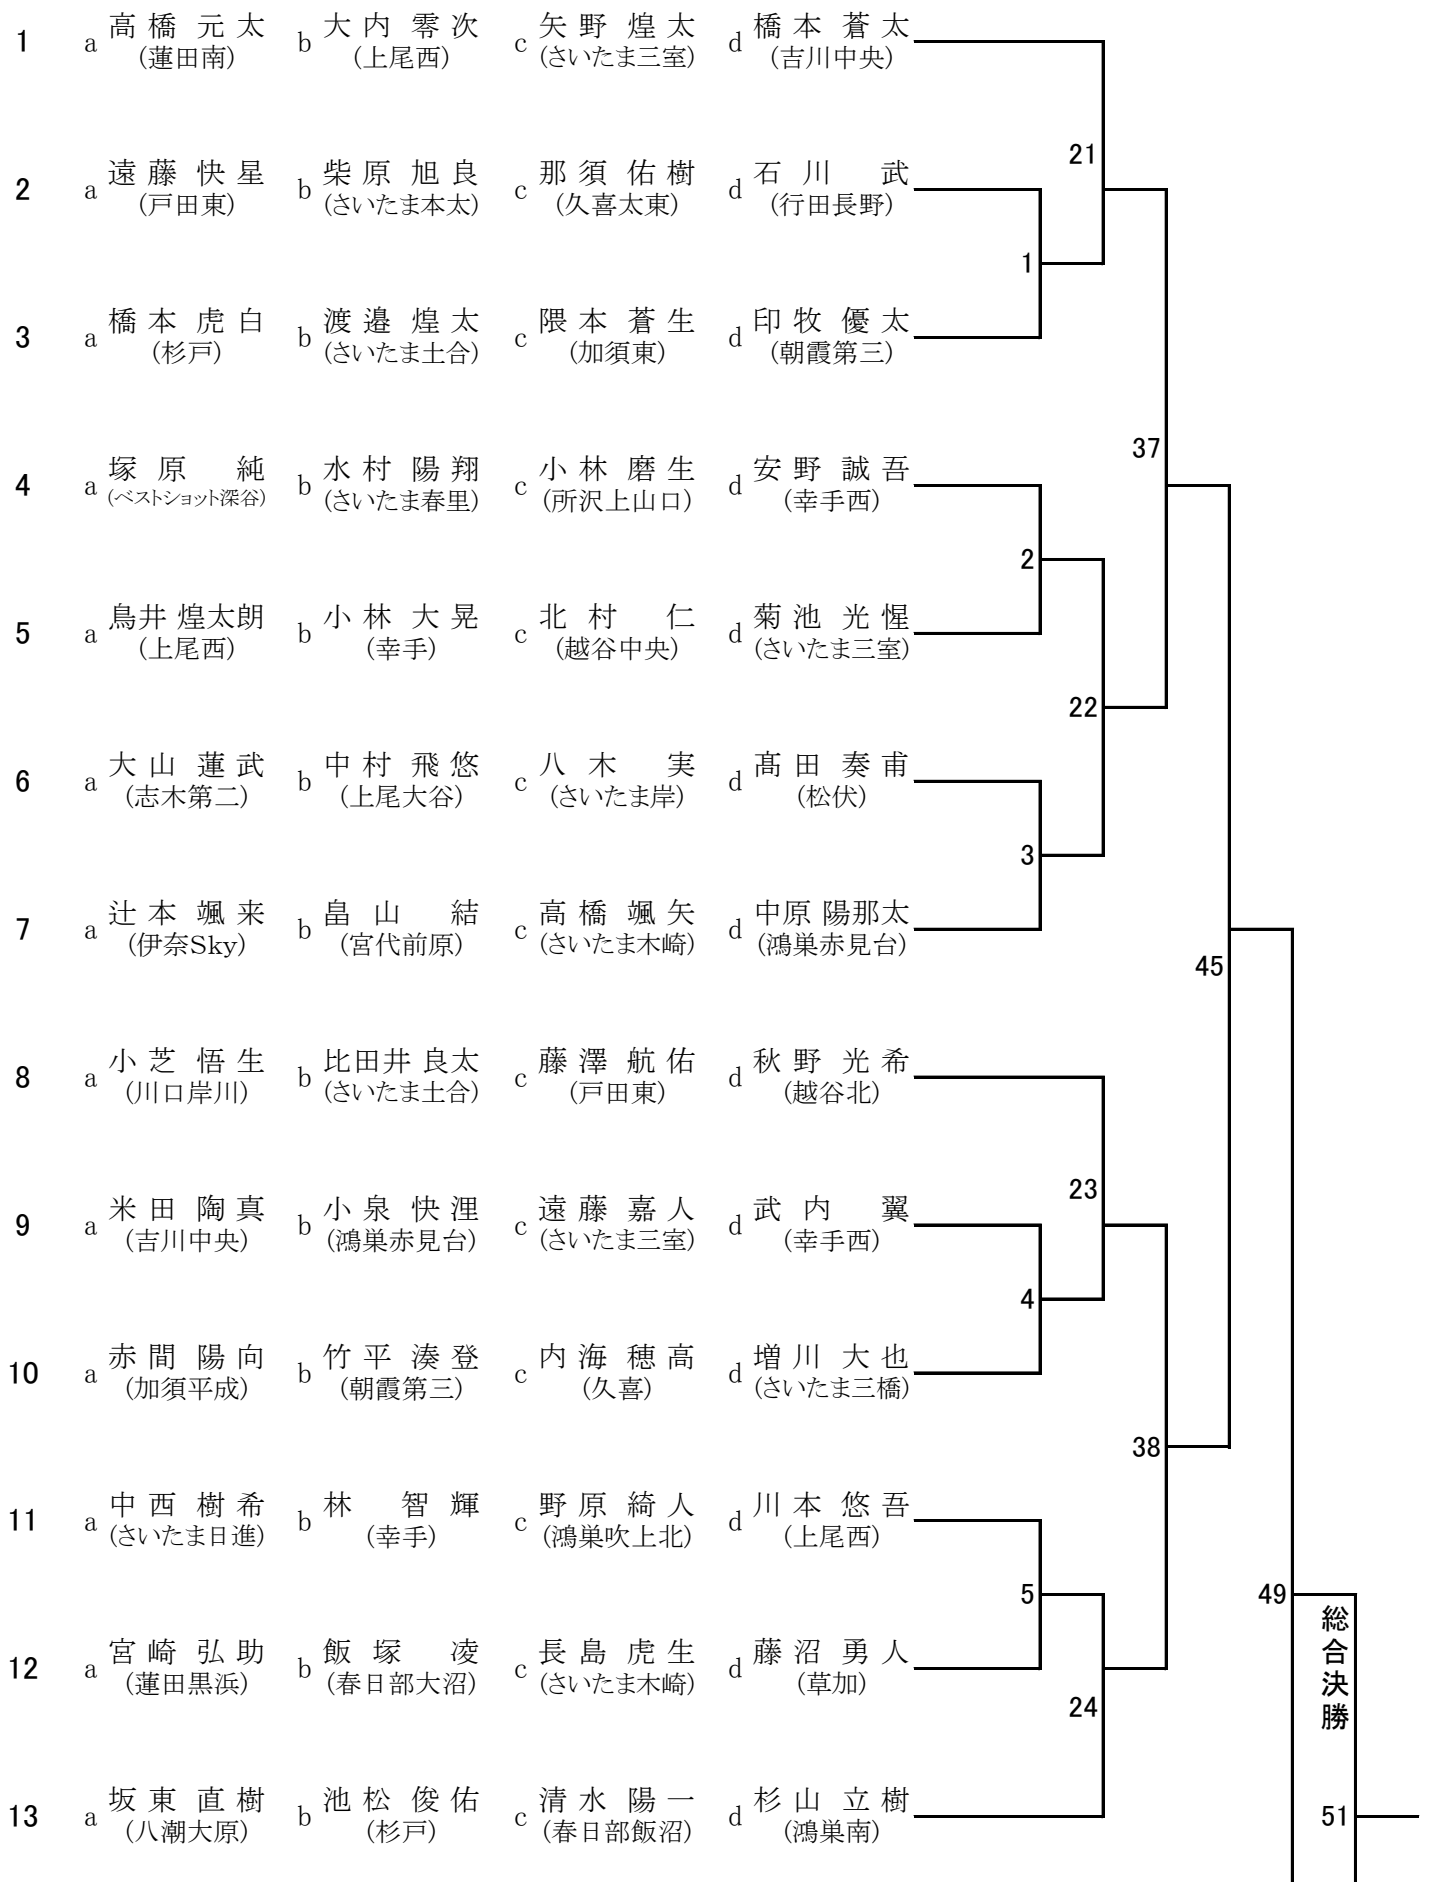 1 a 高橋 元太 b 大内 零次 c 矢野 煌太 d 橋本 蒼太
(蓮田南) (上尾西) (さいたま三室) (吉川中央)
21
2 a 遠藤 快星 b 柴原 旭良 c 那須 佑樹 d 石川 武
(戸田東) (さいたま本太) (久喜太東) (行田長野)
1
3 a 橋本 虎白 b 渡邉 煌太 c 隈本 蒼生 d 印牧 優太
(杉戸) (さいたま土合) (加須東) (朝霞第三)
37
4 a 塚原 純 b 水村 陽翔 c 小林 磨生 d 安野 誠吾
(ベストショット深谷) (さいたま春里) (所沢上山口) (幸手西)
2
5 a 鳥井 煌太朗 b 小林 大晃 c 北村 仁 d 菊池 光惺
(上尾西) (幸手) (越谷中央) (さいたま三室)
22
6 a 大山 蓮武 b 中村 飛悠 c 八木 実 d 髙田 奏甫
(志木第二) (上尾大谷) (さいたま岸) (松伏)
3
7 a 辻本 颯来 b 畠山 結 c 高橋 颯矢 d 中原 陽那太
(伊奈Sky) (宮代前原) (さいたま木崎) (鴻巣赤見台)
45
8 a 小芝 悟生 b 比田井 良太 c 藤澤 航佑 d 秋野 光希
(川口岸川) (さいたま土合) (戸田東) (越谷北)
23
9 a 米田 陶真 b 小泉 快浬 c 遠藤 嘉人 d 武内 翼
(吉川中央) (鴻巣赤見台) (さいたま三室) (幸手西)
4
10 a 赤間 陽向 b 竹平 湊登 c 内海 穂高 d 増川 大也
(加須平成) (朝霞第三) (久喜) (さいたま三橋)
38
11 a 中西 樹希 b 林 智輝 c 野原 綺人 d 川本 悠吾
(さいたま日進) (幸手) (鴻巣吹上北) (上尾西)
5
49
総合決勝
12 a 宮崎 弘助 b 飯塚 凌 c 長島 虎生 d 藤沼 勇人
(蓮田黒浜) (春日部大沼) (さいたま木崎) (草加)
24
13 a 坂東 直樹 b 池松 俊佑 c 清水 陽一 d 杉山 立樹
(八潮大原) (杉戸) (春日部飯沼) (鴻巣南)
51